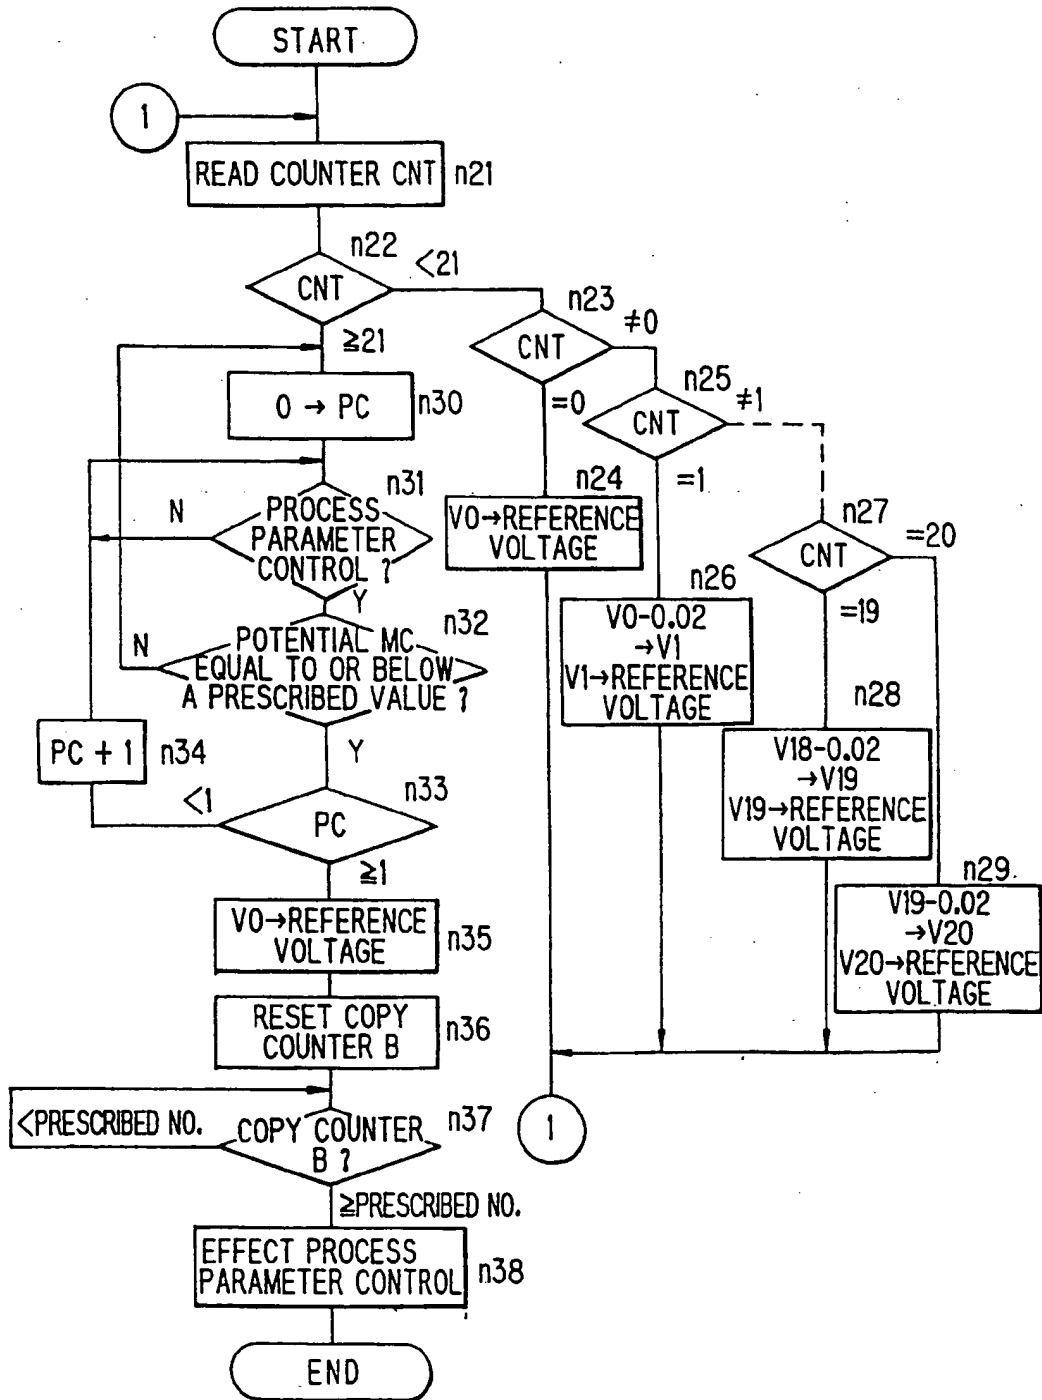 START
1
READ COUNTER CNT n21
n22
CNT
<21
≧21
n23
CNT
≠0
=0
n24
V0→REFERENCE
VOLTAGE
n25
CNT
≠1
=1
n26
V0-0.02
→V1
V1→REFERENCE
VOLTAGE
n27
CNT
=20
=19
n28
V18-0.02
→V19
V19→REFERENCE
VOLTAGE
n29
V19-0.02
→V20
V20→REFERENCE
VOLTAGE
1
0 → PC n30
n31
PROCESS
PARAMETER
CONTROL ?
N
Y
n32
POTENTIAL MC
EQUAL TO OR BELOW
A PRESCRIBED VALUE ?
N
Y
PC + 1 n34
n33
PC
<1
≧1
V0→REFERENCE
VOLTAGE
n35
RESET COPY
COUNTER B
n36
n37
COPY COUNTER
B ?
<PRESCRIBED NO.
≧PRESCRIBED NO.
EFFECT PROCESS
PARAMETER CONTROL
n38
END